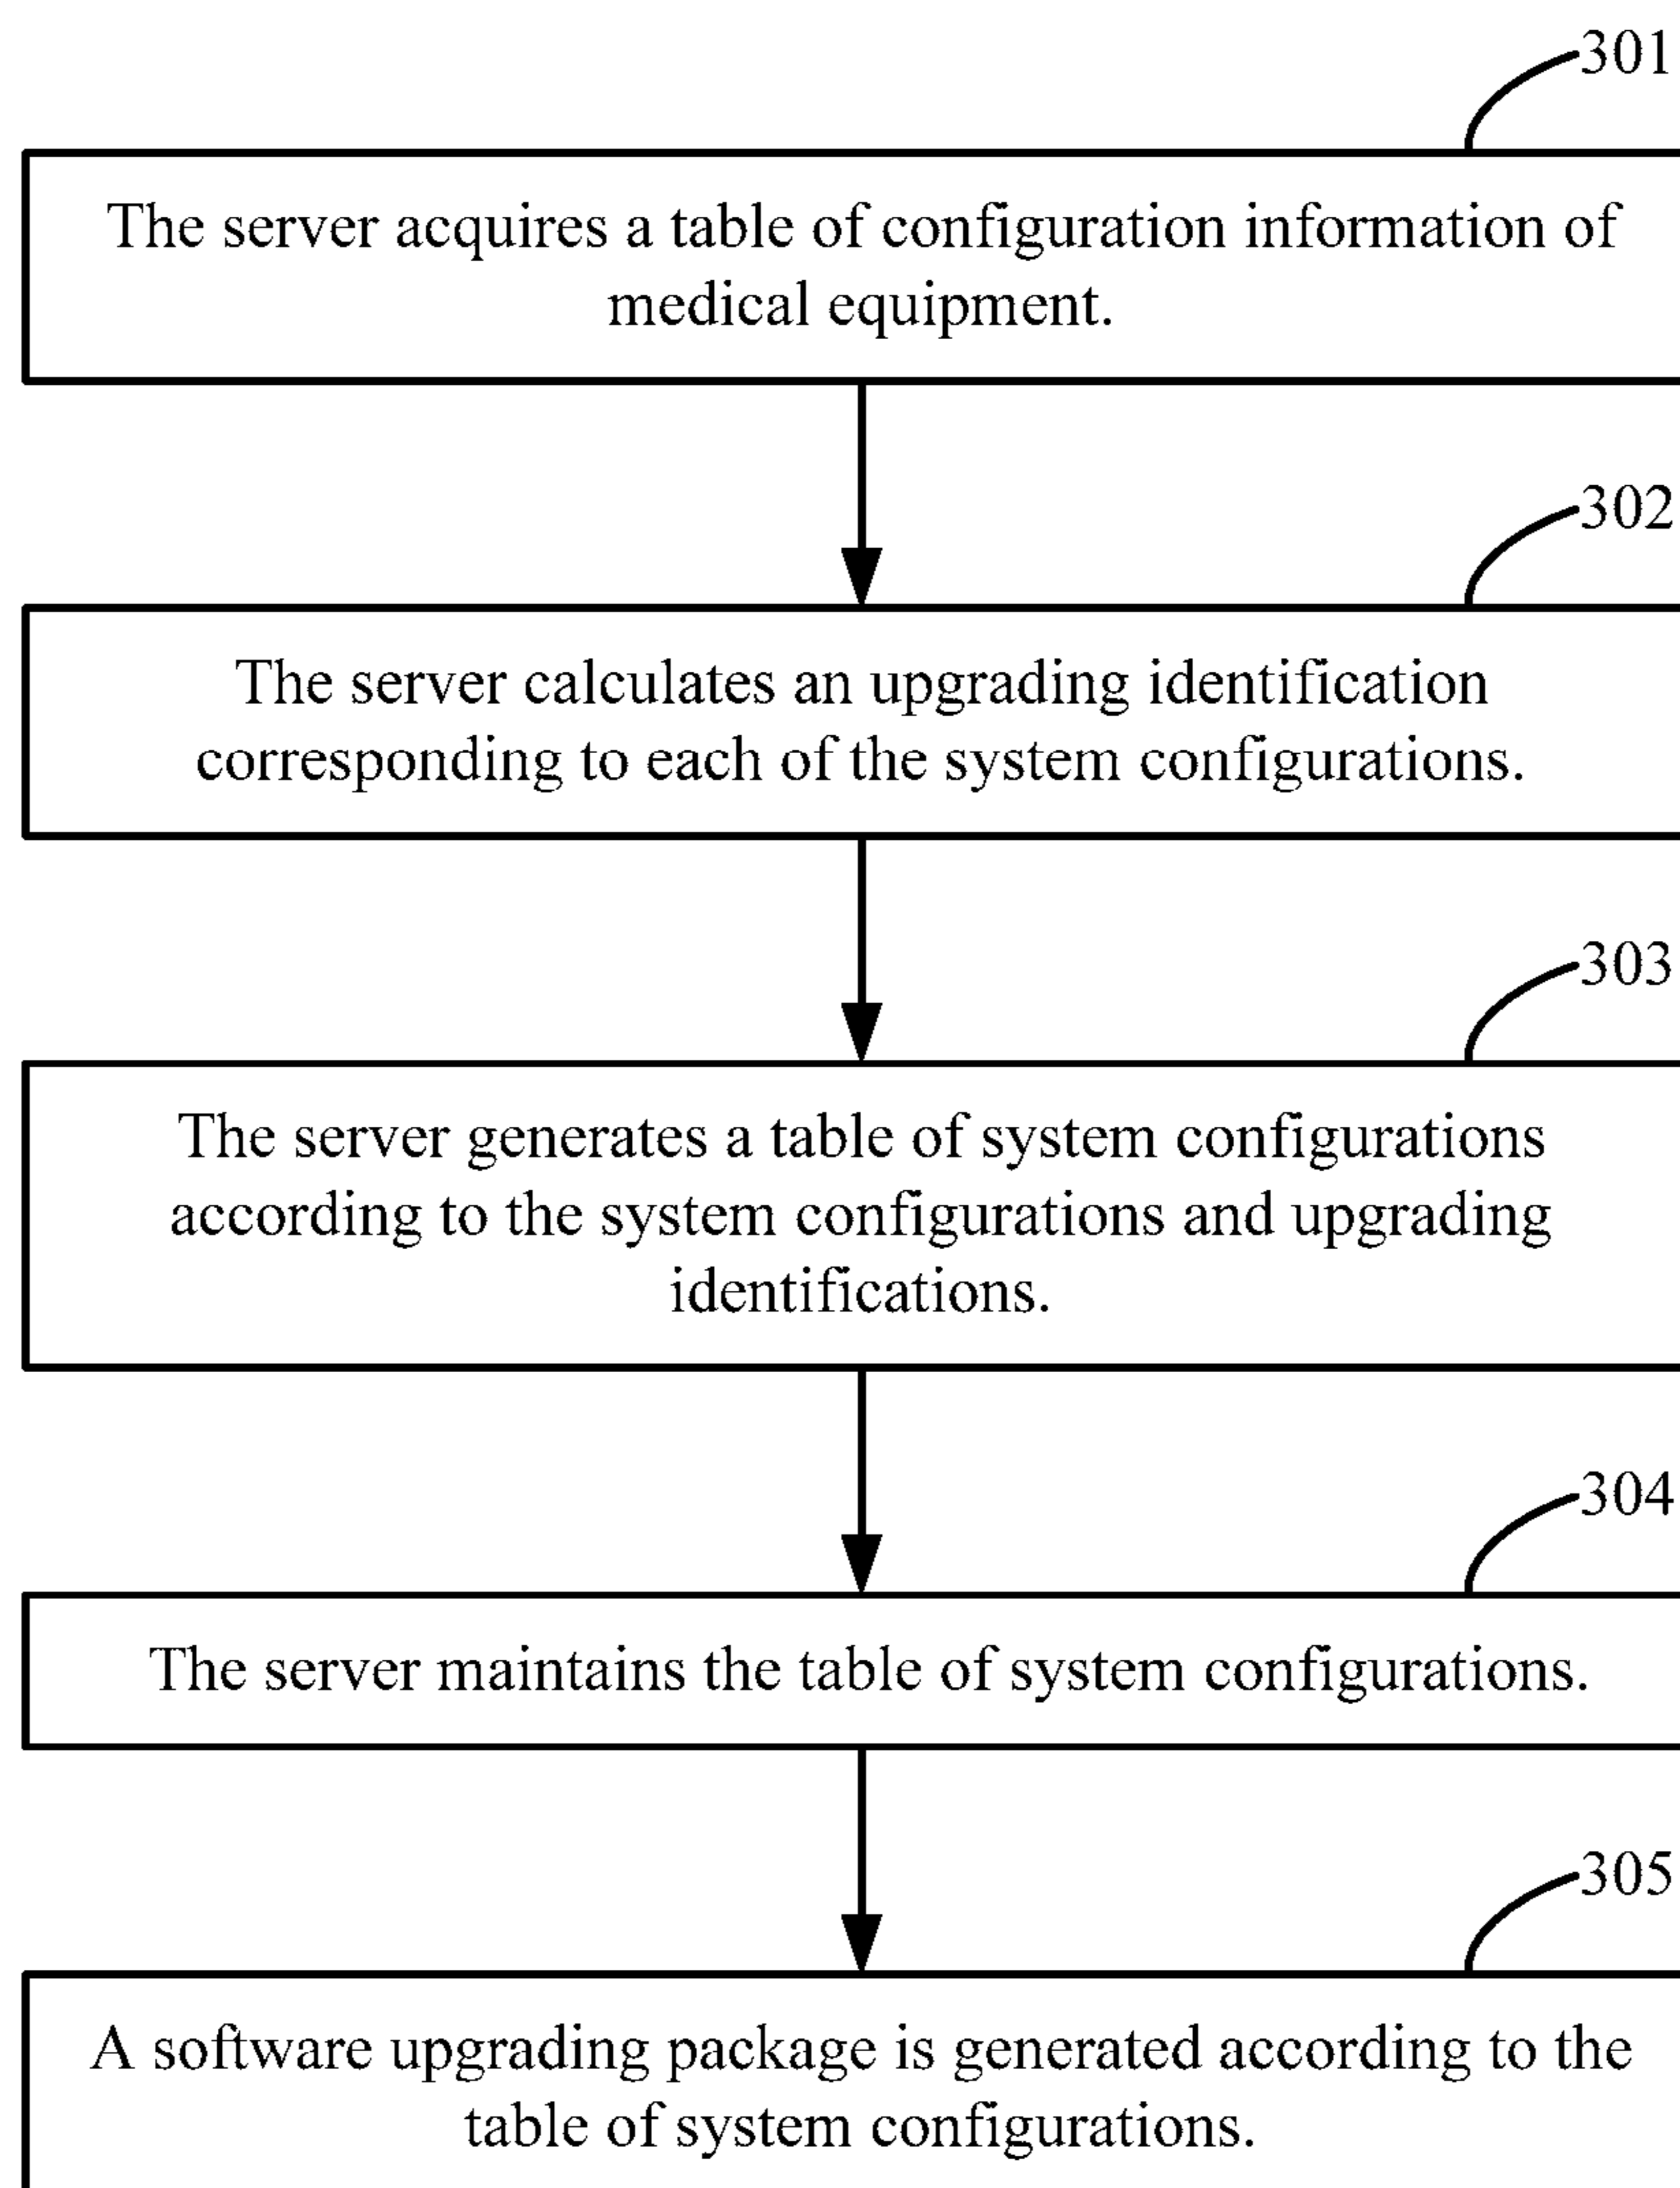 301
The server acquires a table of configuration information of
medical equipment.
302
The server calculates an upgrading identification
corresponding to each of the system configurations.
303
The server generates a table of system configurations
according to the system configurations and upgrading
identifications.
304
The server maintains the table of system configurations.
305
A software upgrading package is generated according to the
table of system configurations.